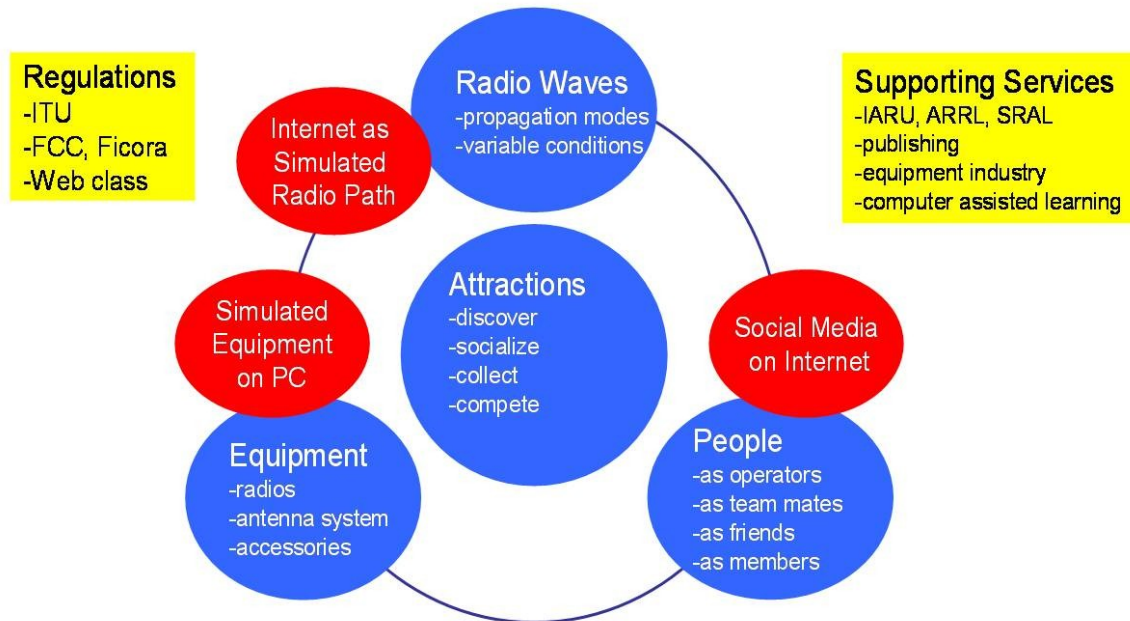 Regulations
-ITU
-FCC, Ficora
-Web class
Radio Waves
-propagation modes
-variable conditions
Supporting Services
-IARU, ARRL, SRAL
-publishing
-equipment industry
-computer assisted learning
Internet as
Simulated
Radio Path
Attractions
-discover
-socialize
-collect
-compete
Simulated
Equipment
on PC
Social Media
on Internet
Equipment
-radios
-antenna system
-accessories
People
-as operators
-as team mates
-as friends
-as members